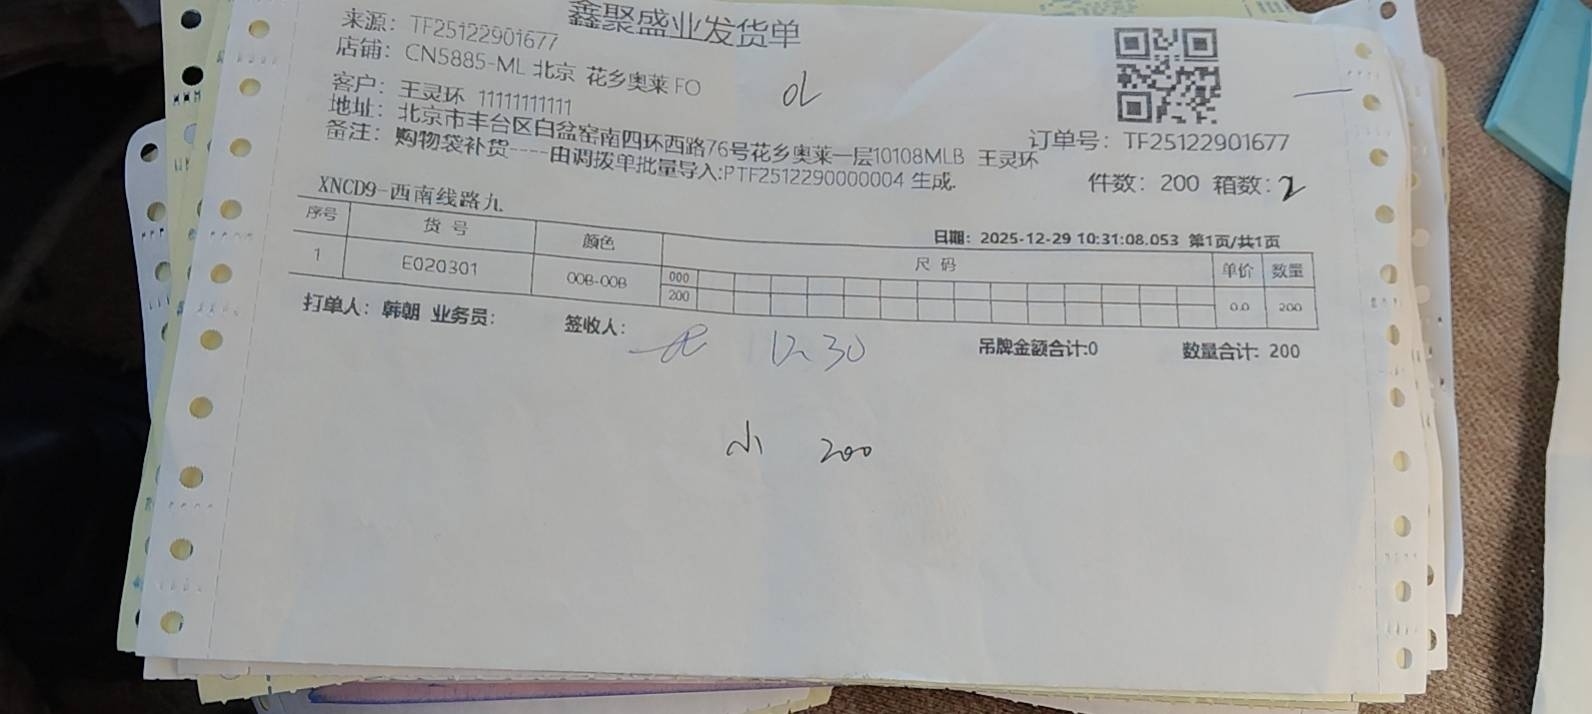 鑫聚盛业发货单
来源: TF25122901677
店铺: CN5885-ML 北京 花乡奥莱 FO
客户: 王灵环 11111111111
地址: 北京市丰台区白盆窑南四环西路76号花乡奥莱一层10108MLB 王灵环
备注: 购物袋补货----由调拨单批量导入:PTF2512290000004 生成.
订单号: TF25122901677
件数: 200 箱数: 2
XNCD9-西南线路九
日期: 2025-12-29 10:31:08.053 第1页/共1页
序号 货号 颜色 尺码 单价 数量
1 E020301 00B-00B 000 200 0.0 200
打单人: 韩朝 业务员: 签收人: 12.30
吊牌金额合计:0 数量合计: 200
小 200